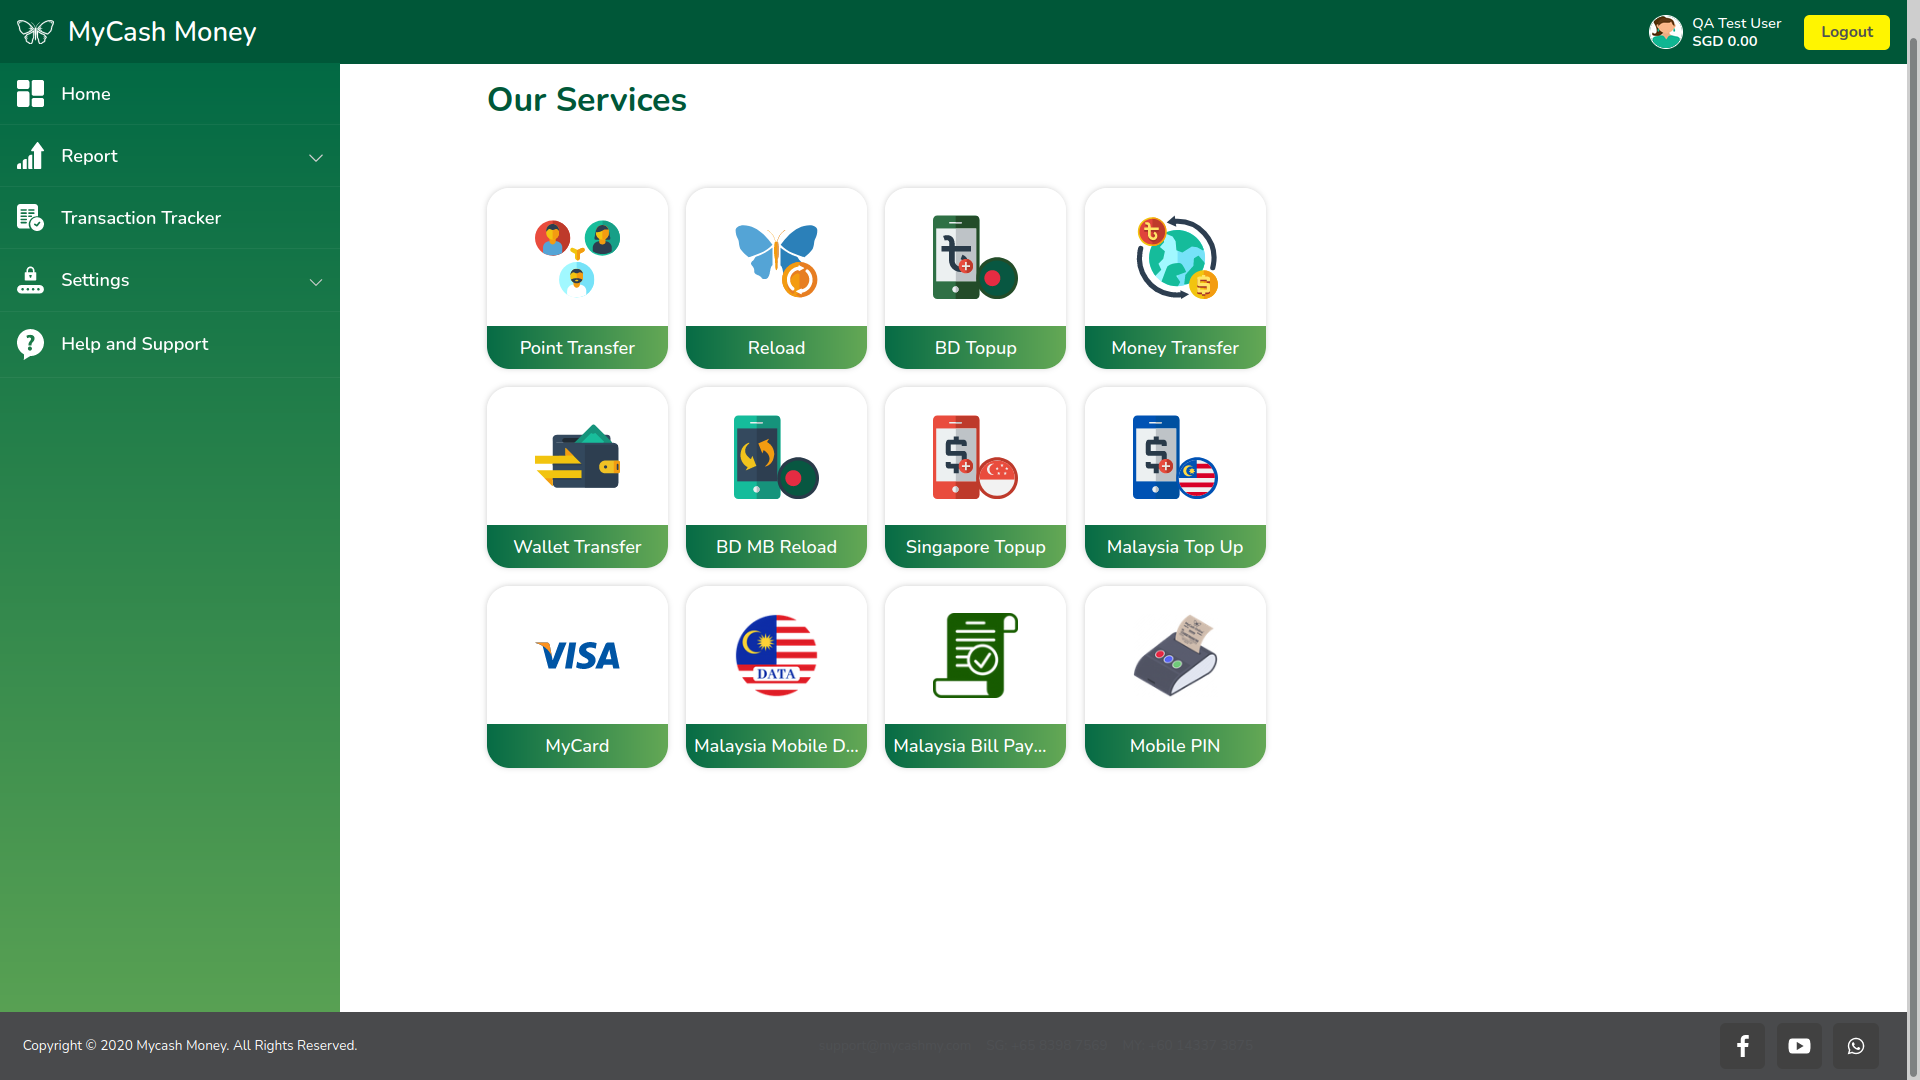 MyCash Money
QA Test User
SGD 0.00
Logout
Home
Report
Transaction Tracker
Settings
Help and Support
Our Services
Point Transfer
Reload
BD Topup
Money Transfer
Wallet Transfer
BD MB Reload
Singapore Topup
Malaysia Top Up
VISA
DATA
MyCard
Malaysia Mobile D...
Malaysia Bill Pay...
Mobile PIN
Copyright © 2020 Mycash Money. All Rights Reserved.